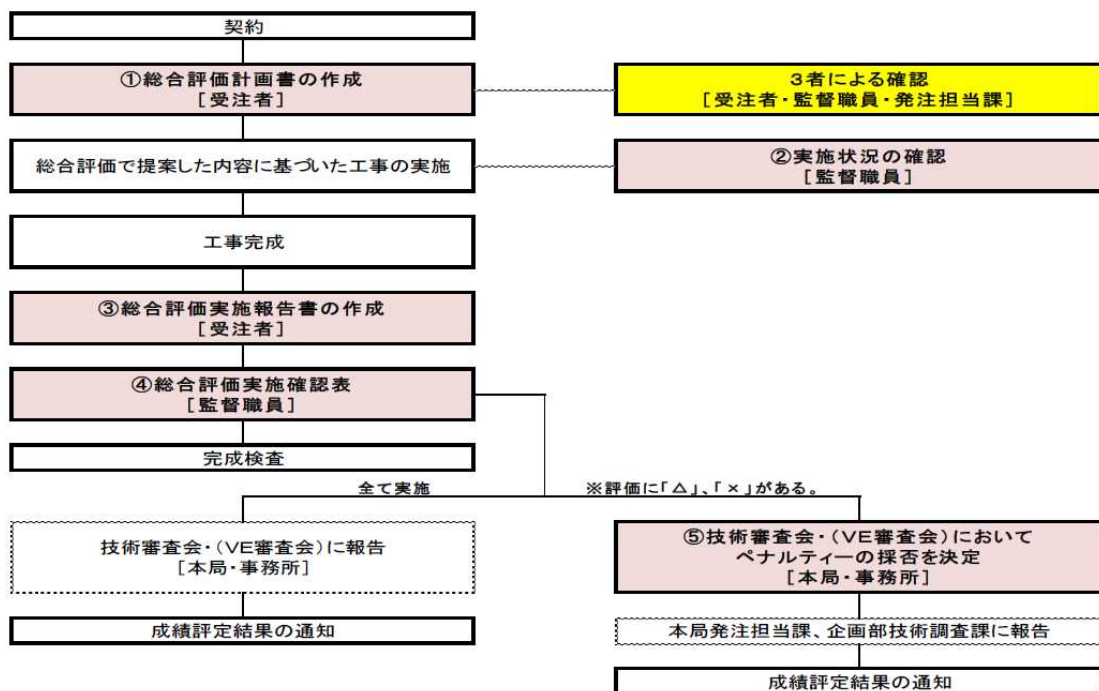 契約
①総合評価計画書の作成
［受注者］
３者による確認
［受注者・監督職員・発注担当課］
総合評価で提案した内容に基づいた工事の実施
②実施状況の確認
［監督職員］
工事完成
③総合評価実施報告書の作成
［受注者］
④総合評価実施確認表
［監督職員］
完成検査
全て実施
※評価に「△」、「×」がある。
技術審査会・（VE審査会）に報告
［本局・事務所］
⑤技術審査会・（VE審査会）において
ペナルティーの採否を決定
［本局・事務所］
成績評定結果の通知
本局発注担当課、企画部技術調査課に報告
成績評定結果の通知